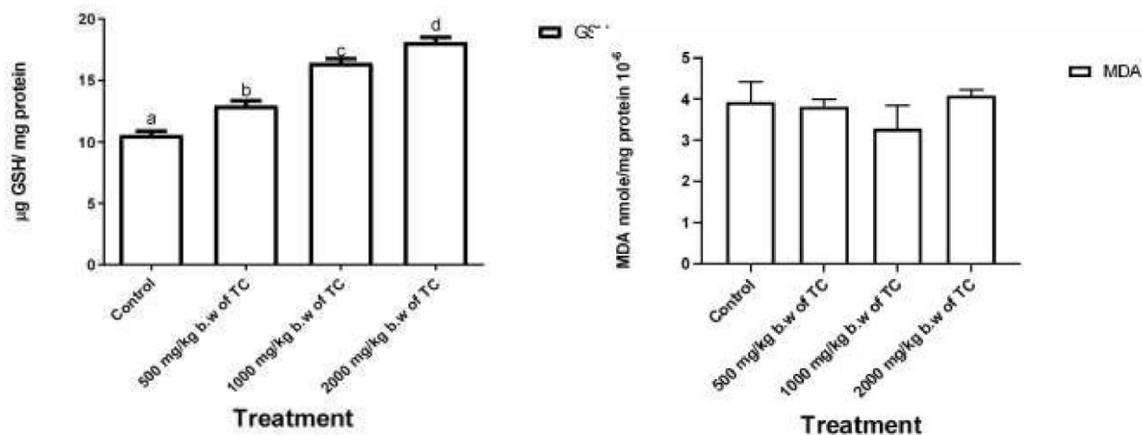 20
15
10
5
0
µg GSH/ mg protein
a
b
c
d
Control
500 mg/kg b.w of TC
1000 mg/kg b.w of TC
2000 mg/kg b.w of TC
Treatment
5
4
3
2
1
0
MDA nmole/mg protein 10⁻⁶
MDA
Control
500 mg/kg b.w of TC
1000 mg/kg b.w of TC
2000 mg/kg b.w of TC
Treatment